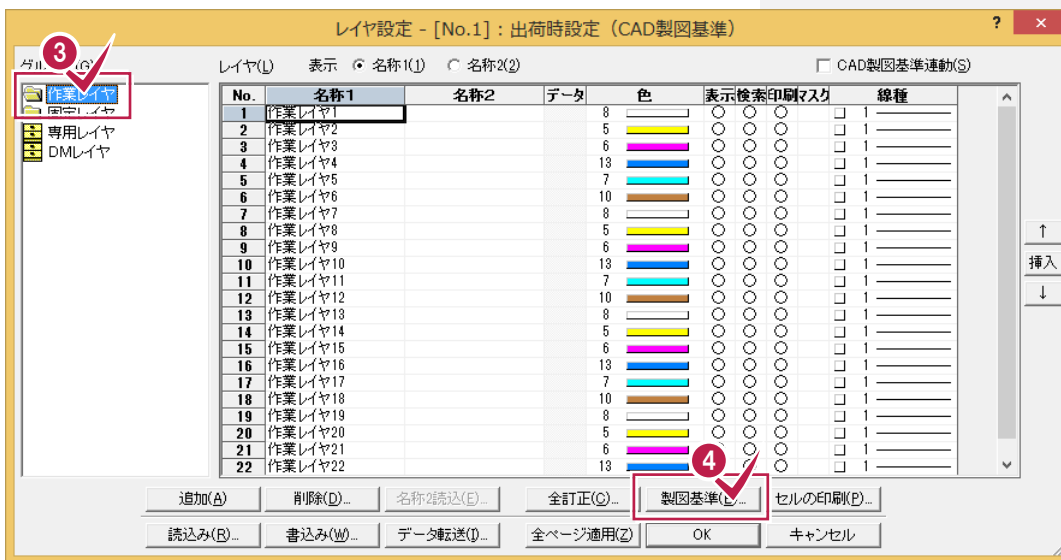 レイヤ設定 - [No.1]：出荷時設定（CAD製図基準） ? ×
レイヤ(L) 表示 名称1(1) 名称2(2) CAD製図基準連動(S)
3
作業レイヤ
固定レイヤ
専用レイヤ
DMレイヤ
No. 名称1 名称2 データ 色 表示 検索 印刷 マスク 線種
1 作業レイヤ1 8 1
2 作業レイヤ2 5 1
3 作業レイヤ3 6 1
4 作業レイヤ4 13 1
5 作業レイヤ5 7 1
6 作業レイヤ6 10 1
7 作業レイヤ7 8 1
8 作業レイヤ8 5 1
9 作業レイヤ9 6 1
10 作業レイヤ10 13 1
11 作業レイヤ11 7 1
12 作業レイヤ12 10 1
13 作業レイヤ13 8 1
14 作業レイヤ14 5 1
15 作業レイヤ15 6 1
16 作業レイヤ16 13 1
17 作業レイヤ17 7 1
18 作業レイヤ18 10 1
19 作業レイヤ19 8 1
20 作業レイヤ20 5 1
21 作業レイヤ21 6 1
22 作業レイヤ22 13 1
↑
挿入
↓
4
追加(A) 削除(D)... 名称2読込(E)... 全訂正(C)... 製図基準 セルの印刷(P)...
読込み(R)... 書込み(W)... データ転送(I)... 全ページ適用(Z) OK キャンセル